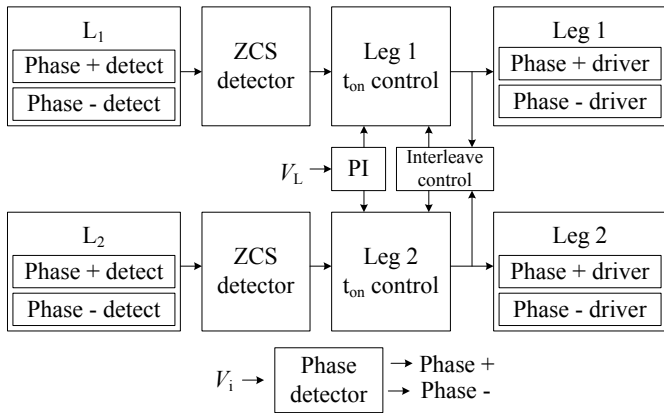 L₁
Phase + detect
Phase - detect
ZCS
detector
Leg 1
tₒₙ control
Leg 1
Phase + driver
Phase - driver
V_L
PI
Interleave
control
L₂
Phase + detect
Phase - detect
ZCS
detector
Leg 2
tₒₙ control
Leg 2
Phase + driver
Phase - driver
Vᵢ
Phase
detector
Phase +
Phase -